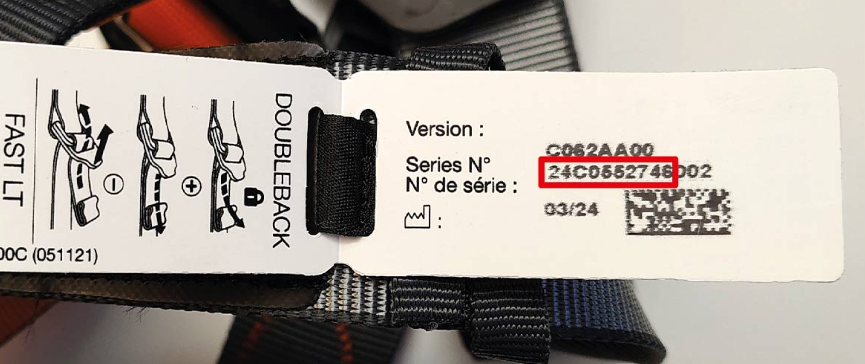 DOUBLEBACK
FAST LT
00C (051121)
Version :
C062AA00
Series N°
N° de série :
24C0552746002
:
03/24